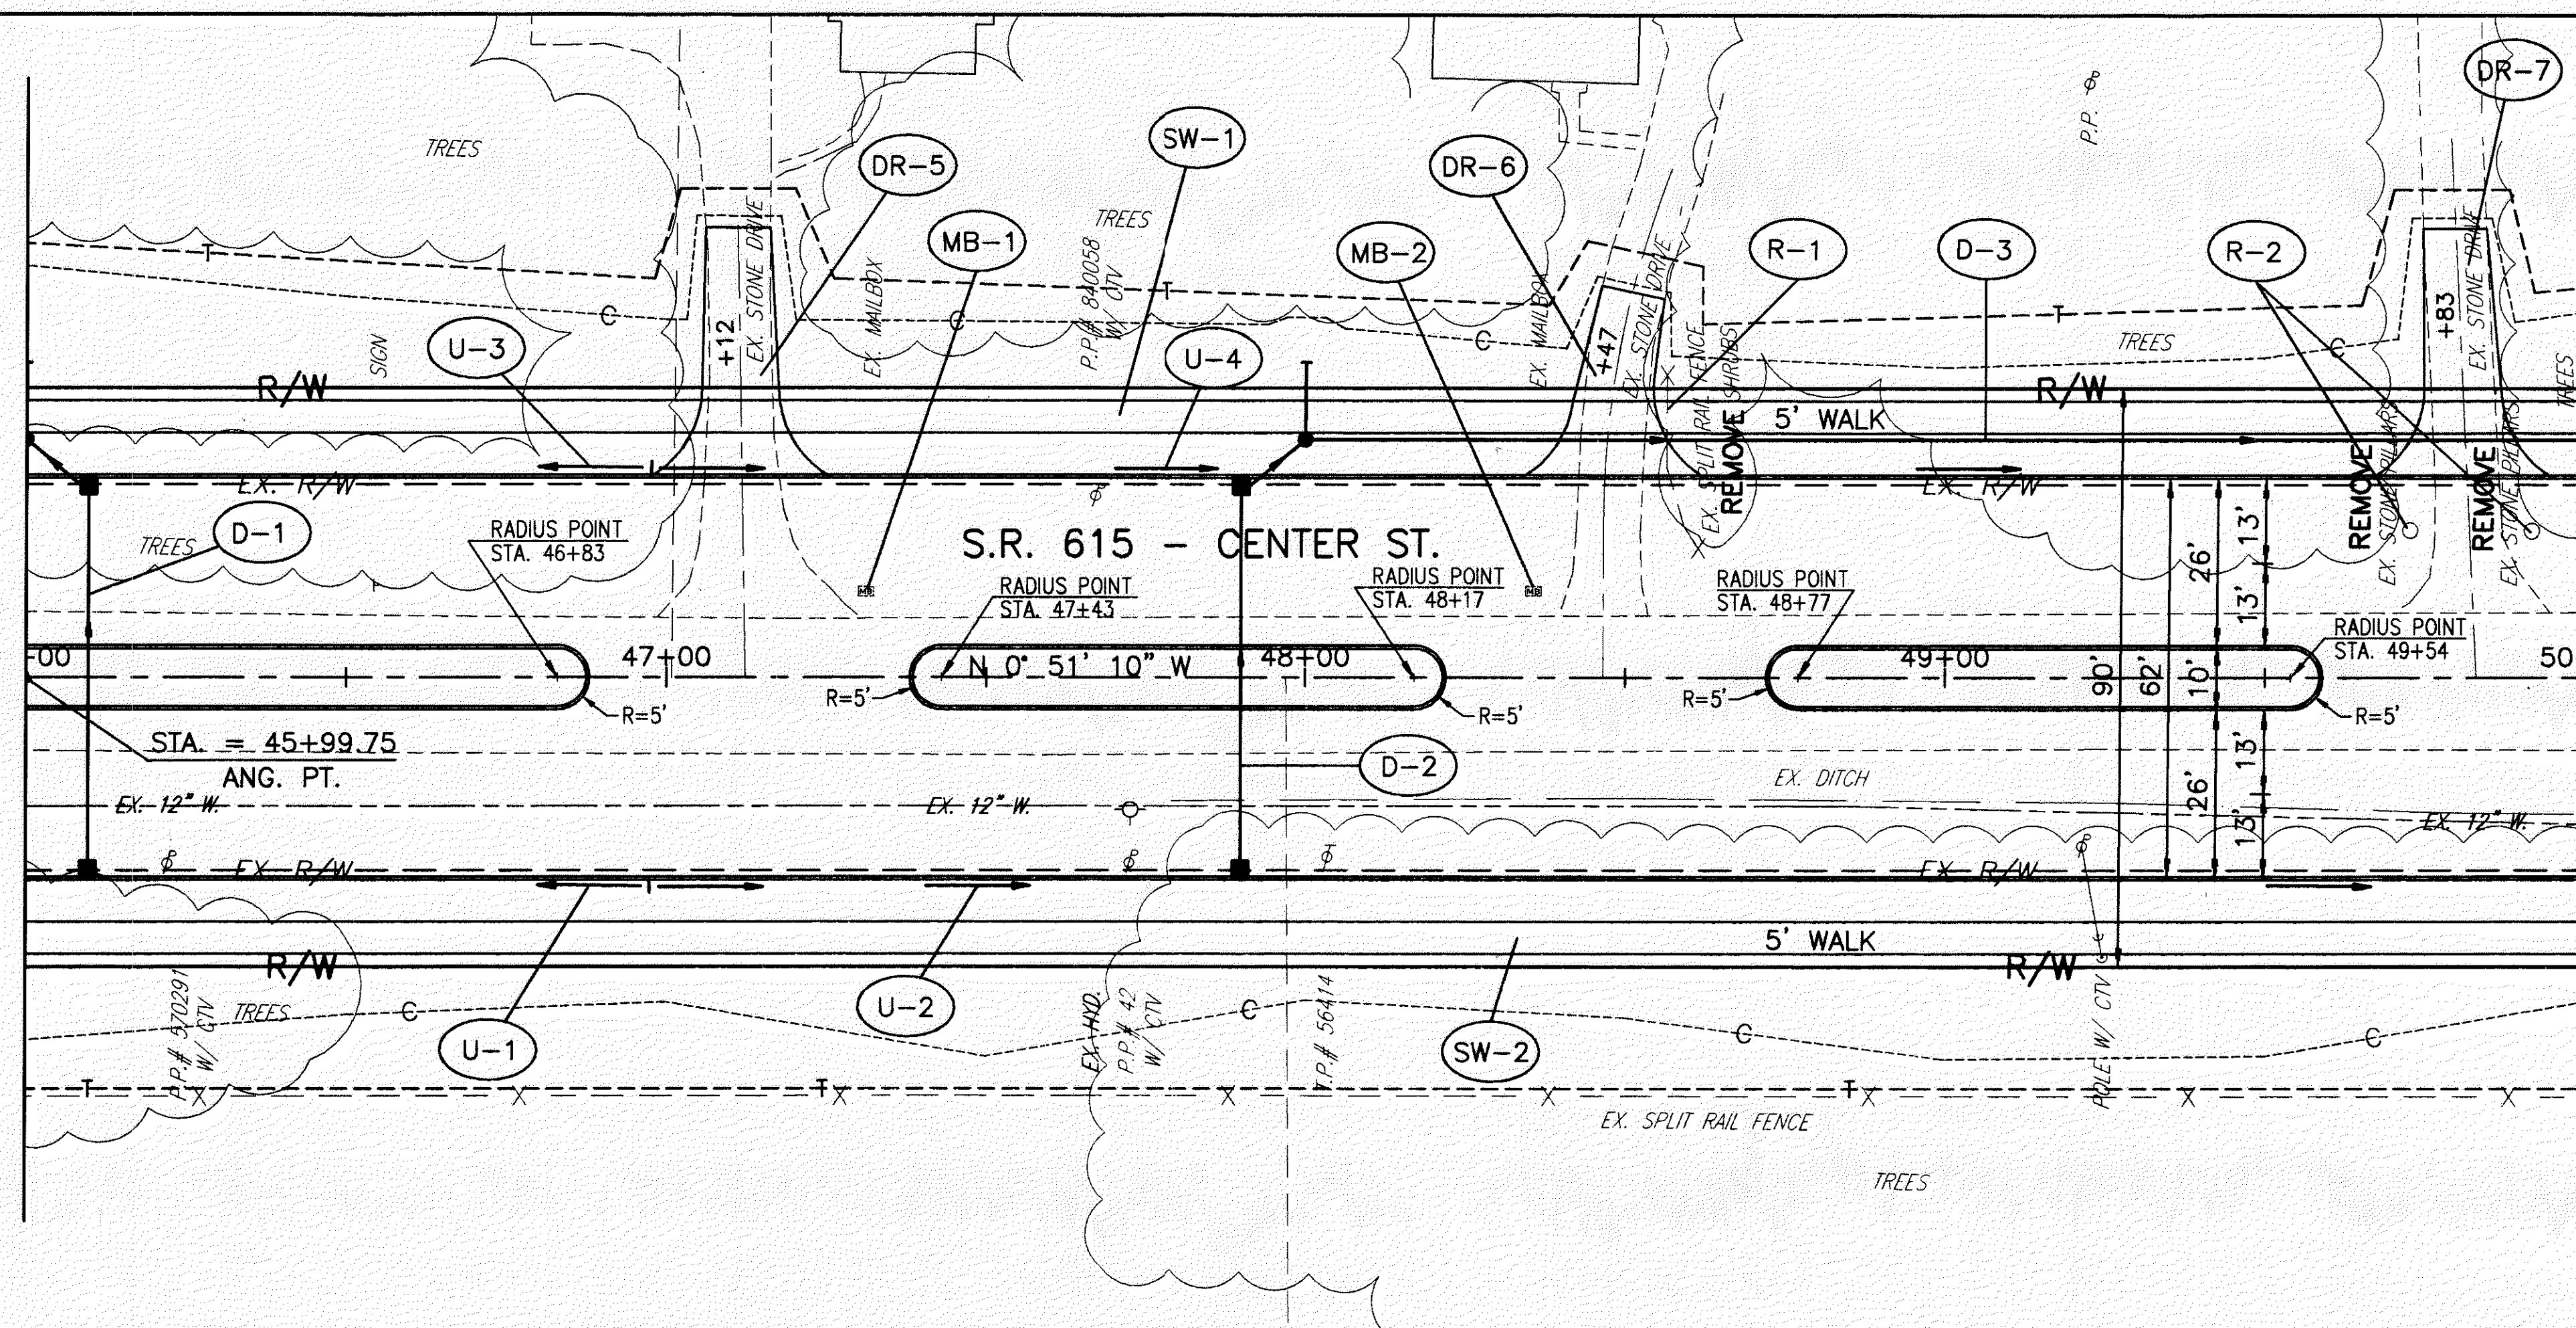 DR-7
P.P.
SW-1
TREES
DR-5
DR-6
TREES
MB-1
MB-2
R-1
D-3
R-2
T
T
T
C
C
C
C
SIGN
U-3
+12
EX. STONE DRIVE
EX. MAILBOX
P.P.# 840058
W/ CTV
U-4
EX. MAILBOX
+47
EX. STONE DRIVE
EX. SPLIT RAIL FENCE
REMOVE SHRUBS
TREES
+83
EX. STONE DRIVE
TREES
R/W
R/W
5' WALK
EX. R/W
EX. R/W
REMOVE
EX. STONE PILLARS
REMOVE
EX. STONE PILLARS
D-1
TREES
RADIUS POINT
STA. 46+83
S.R. 615 - CENTER ST.
MB
MB
RADIUS POINT
STA. 47+43
RADIUS POINT
STA. 48+17
RADIUS POINT
STA. 48+77
RADIUS POINT
STA. 49+54
-00
47+00
N 0° 51' 10" W
48+00
49+00
50
R=5'
R=5'
R=5'
R=5'
R=5'
13'
26'
13'
90'
62'
10'
13'
26'
13'
STA. = 45+99.75
ANG. PT.
D-2
EX. DITCH
EX. 12" W.
EX. 12" W.
EX. 12" W.
EX R/W
EX R/W
5' WALK
R/W
R/W
P.P.# 570291
W/ CTV
TREES
C
C
C
C
U-1
U-2
EX. HYD.
P.P.# 42
W/ CTV
T.P.# 56414
SW-2
POLE W/ CTV
T
T
T
EX. SPLIT RAIL FENCE
TREES